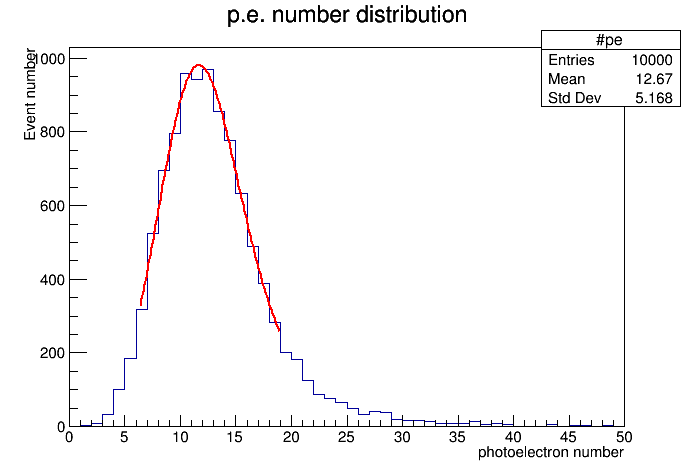 p.e. number distribution
#pe
Entries 10000
Mean 12.67
Std Dev 5.168
Event number
1000
800
600
400
200
0
0 5 10 15 20 25 30 35 40 45 50
photoelectron number